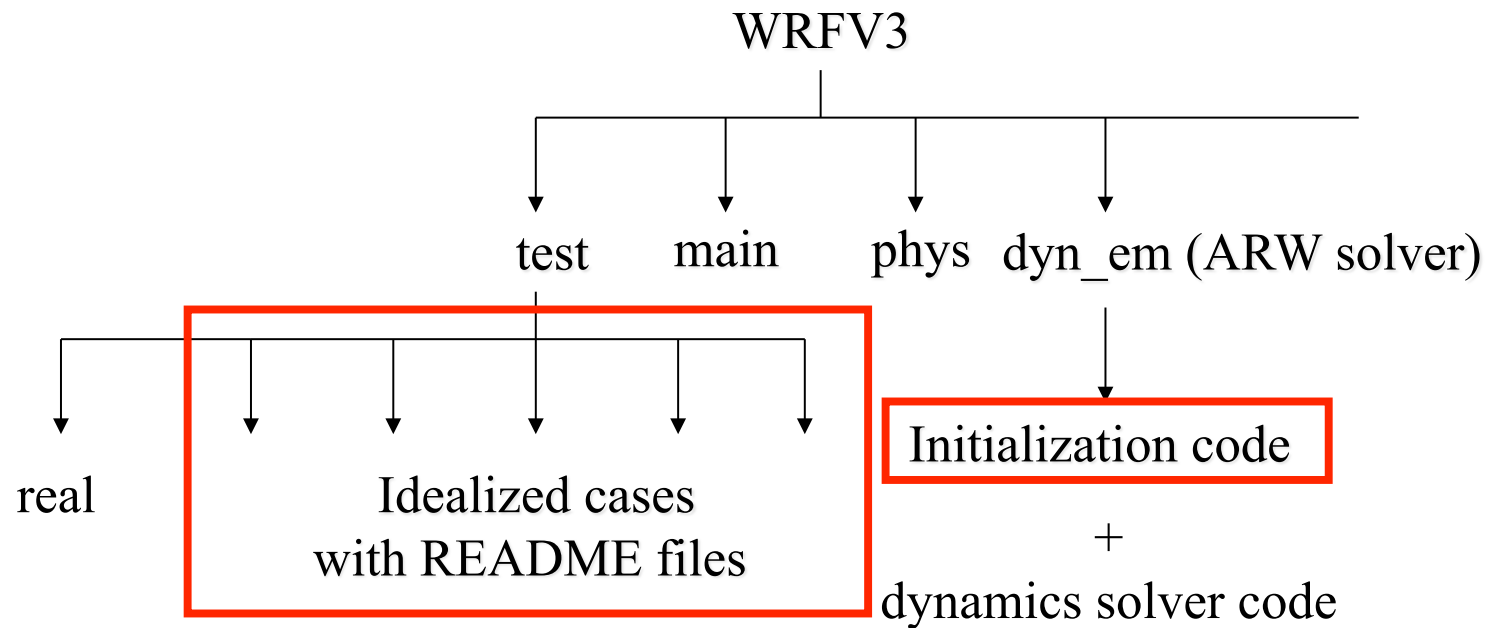 WRFV3
test
main
phys
dyn_em (ARW solver)
real
Idealized cases
with README files
Initialization code
+
dynamics solver code